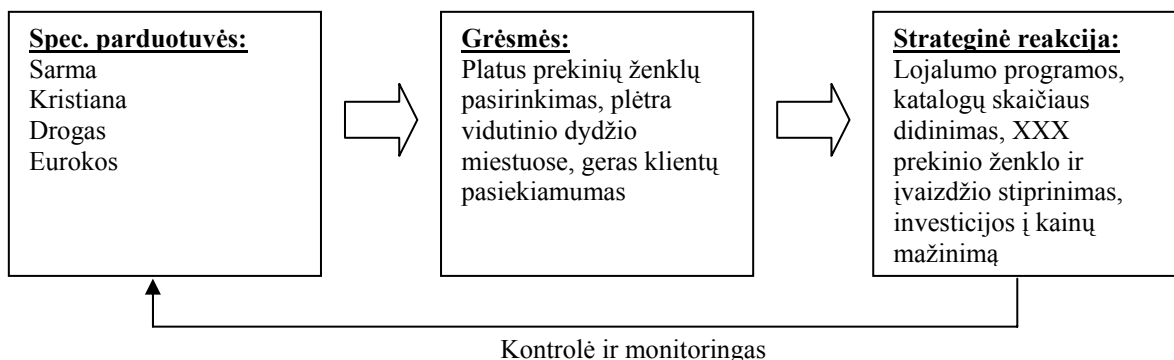 Spec. parduotuvės:
Sarma
Kristiana
Drogas
Eurokos
Grėsmės:
Platus prekinių ženklų
pasirinkimas, plėtra
vidutinio dydžio
miestuose, geras klientų
pasiekiamumas
Strateginė reakcija:
Lojalumo programos,
katalogų skaičiaus
didinimas, XXX
prekinio ženklo ir
įvaizdžio stiprinimas,
investicijos į kainų
mažinimą
Kontrolė ir monitoringas